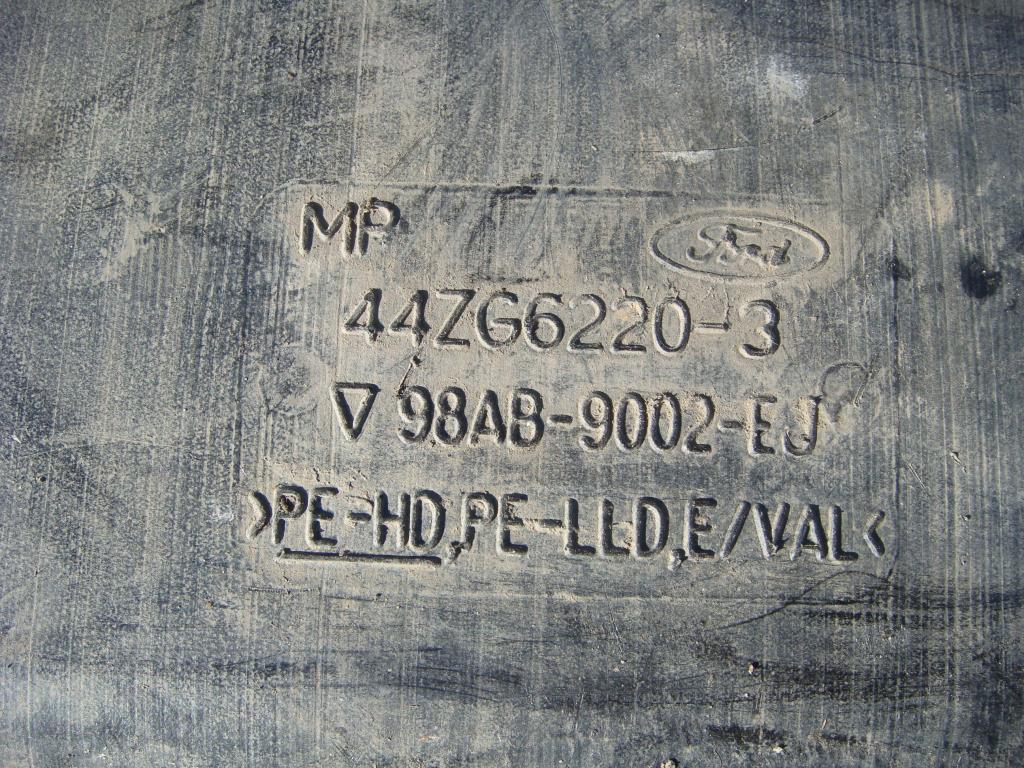 MP
Ford
44ZG6220-3
98AB-9002-EJ
>PE-HD,PE-LLD,E/VAL<